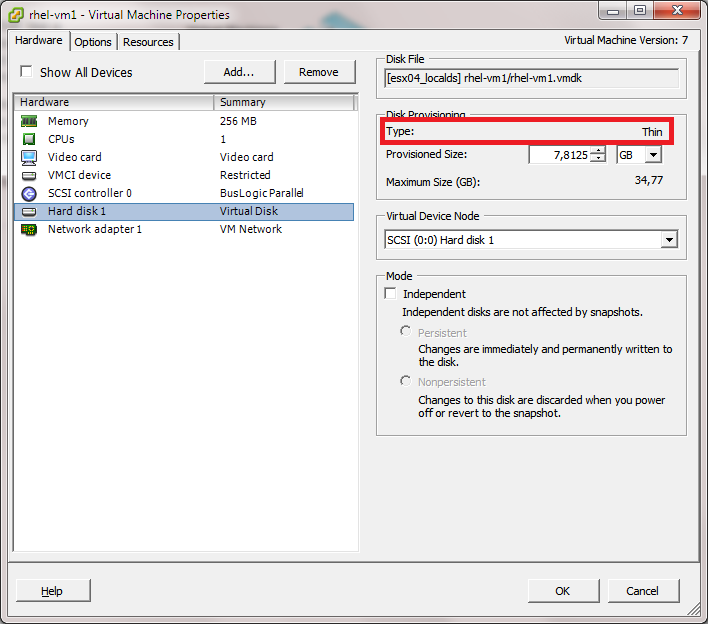 rhel-vm1 - Virtual Machine Properties
Hardware Options Resources
Virtual Machine Version: 7
Show All Devices
Add...
Remove
Hardware Summary
Memory 256 MB
CPUs 1
Video card Video card
VMCI device Restricted
SCSI controller 0 BusLogic Parallel
Hard disk 1 Virtual Disk
Network adapter 1 VM Network
Disk File
[esx04_localds] rhel-vm1/rhel-vm1.vmdk
Disk Provisioning
Type: Thin
Provisioned Size: 7,8125 GB
Maximum Size (GB): 34,77
Virtual Device Node
SCSI (0:0) Hard disk 1
Mode
Independent
Independent disks are not affected by snapshots.
Persistent
Changes are immediately and permanently written to
the disk.
Nonpersistent
Changes to this disk are discarded when you power
off or revert to the snapshot.
Help
OK
Cancel